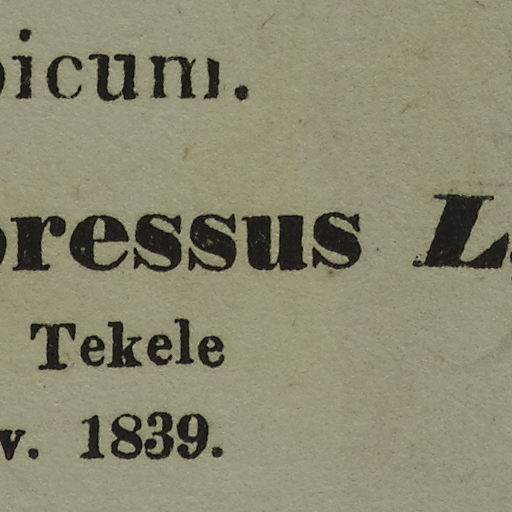 picum.
pressus L.
Tekele
v. 1839.